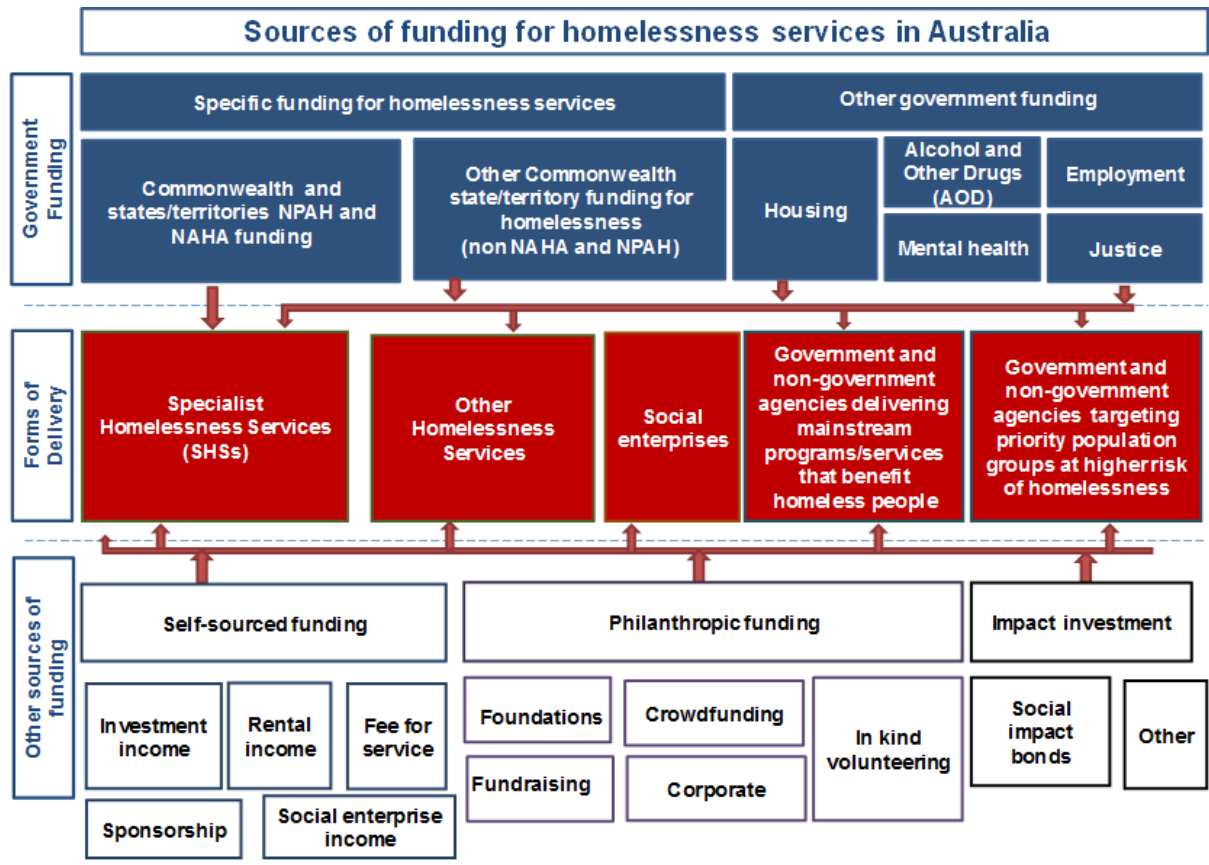 Sources of funding for homelessness services in Australia
Government
Funding
Specific funding for homelessness services
Other government funding
Commonwealth and
states/territories NPAH and
NAHA funding
Other Commonwealth
state/territory funding for
homelessness
(non NAHA and NPAH)
Housing
Alcohol and
Other Drugs
(AOD)
Employment
Mental health
Justice
Forms of
Delivery
Specialist
Homelessness Services
(SHSs)
Other
Homelessness
Services
Social
enterprises
Government and
non-government
agencies delivering
mainstream
programs/services
that benefit
homeless people
Government and
non-government
agencies targeting
priority population
groups at higher risk
of homelessness
Other sources of
funding
Self-sourced funding
Philanthropic funding
Impact investment
Investment
income
Rental
income
Fee for
service
Sponsorship
Social enterprise
income
Foundations
Crowdfunding
Fundraising
Corporate
In kind
volunteering
Social
impact
bonds
Other